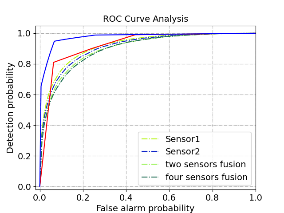 ROC Curve Analysis
1.0
0.8
0.6
0.4
0.2
0.0
Detection probability
Sensor1
Sensor2
two sensors fusion
four sensors fusion
0.0 0.2 0.4 0.6 0.8 1.0
False alarm probability